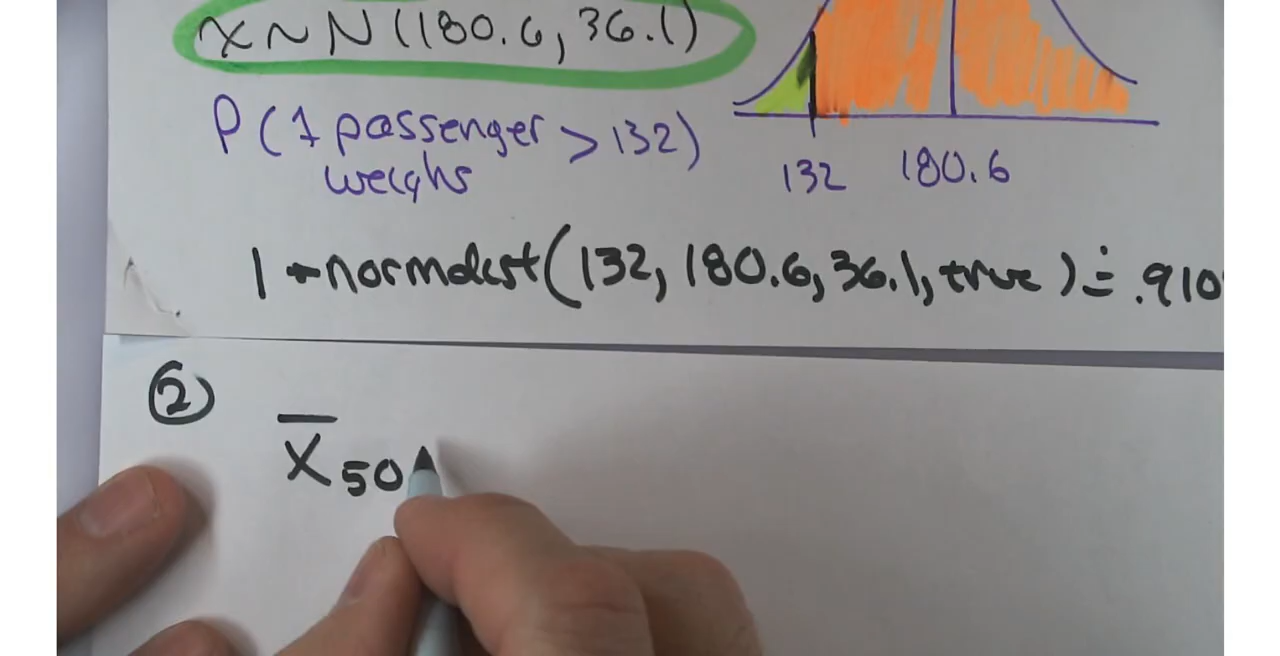 x ~ N(180.6, 36.1)
P(1 passenger > 132)
weighs
132 180.6
1 - normdist(132, 180.6, 36.1, true) ≐ .910
② X̅ 50